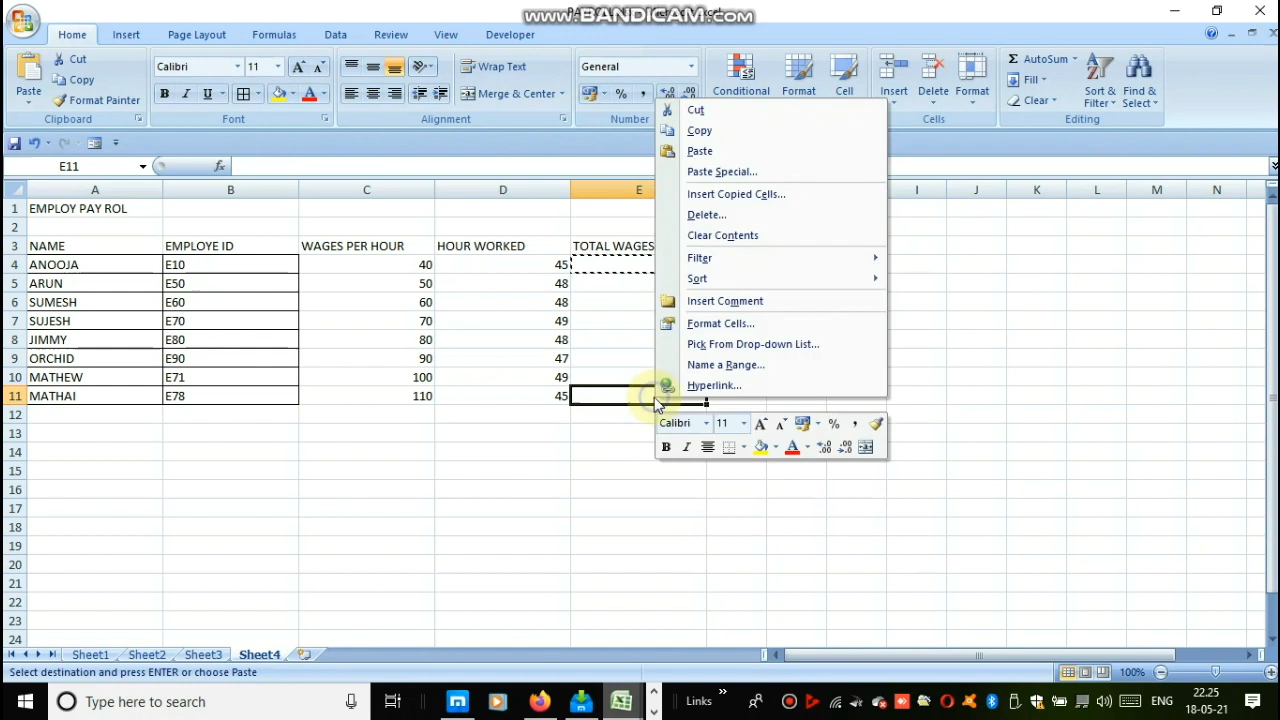 www.BANDICAM.com
Home Insert Page Layout Formulas Data Review View Developer
Paste
Cut
Copy
Format Painter
Clipboard
Calibri 11
B I U
Font
Wrap Text
Merge & Center
Alignment
General
% ,
Number
Conditional
Format
Cell
Insert Delete Format
Cells
AutoSum
Fill
Clear
Sort & Filter
Find & Select
Editing
E11
fx
A B C D E I J K L M N
1 EMPLOY PAY ROL
2
3 NAME EMPLOYE ID WAGES PER HOUR HOUR WORKED TOTAL WAGES
4 ANOOJA E10 40 45
5 ARUN E50 50 48
6 SUMESH E60 60 48
7 SUJESH E70 70 49
8 JIMMY E80 80 48
9 ORCHID E90 90 47
10 MATHEW E71 100 49
11 MATHAI E78 110 45
12
13
14
15
16
17
18
19
20
21
22
23
24
Cut
Copy
Paste
Paste Special...
Insert Copied Cells...
Delete...
Clear Contents
Filter
Sort
Insert Comment
Format Cells...
Pick From Drop-down List...
Name a Range...
Hyperlink...
Calibri 11 A A % ,
B I A
Sheet1 Sheet2 Sheet3 Sheet4
Select destination and press ENTER or choose Paste
100%
Type here to search
Links
ENG
22.25
18-05-21